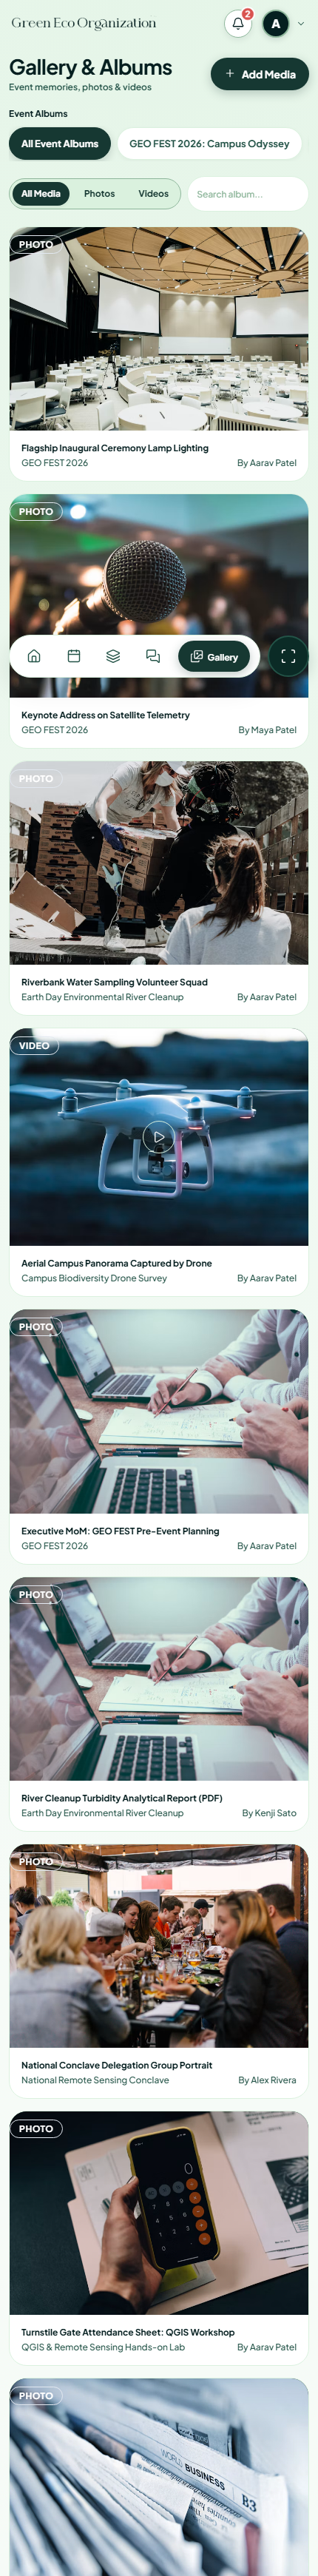 Green Eco Organization
2
A
Gallery & Albums
Event memories, photos & videos
+ Add Media
Event Albums
All Event Albums
GEO FEST 2026: Campus Odyssey
All Media
Photos
Videos
Search album...
PHOTO
Flagship Inaugural Ceremony Lamp Lighting
GEO FEST 2026
By Aarav Patel
PHOTO
Gallery
Keynote Address on Satellite Telemetry
GEO FEST 2026
By Maya Patel
PHOTO
Riverbank Water Sampling Volunteer Squad
Earth Day Environmental River Cleanup
By Aarav Patel
VIDEO
Aerial Campus Panorama Captured by Drone
Campus Biodiversity Drone Survey
By Aarav Patel
PHOTO
Executive MoM: GEO FEST Pre-Event Planning
GEO FEST 2026
By Aarav Patel
PHOTO
River Cleanup Turbidity Analytical Report (PDF)
Earth Day Environmental River Cleanup
By Kenji Sato
PHOTO
National Conclave Delegation Group Portrait
National Remote Sensing Conclave
By Alex Rivera
PHOTO
Turnstile Gate Attendance Sheet: QGIS Workshop
QGIS & Remote Sensing Hands-on Lab
By Aarav Patel
PHOTO
WORLD BUSINESS
B3